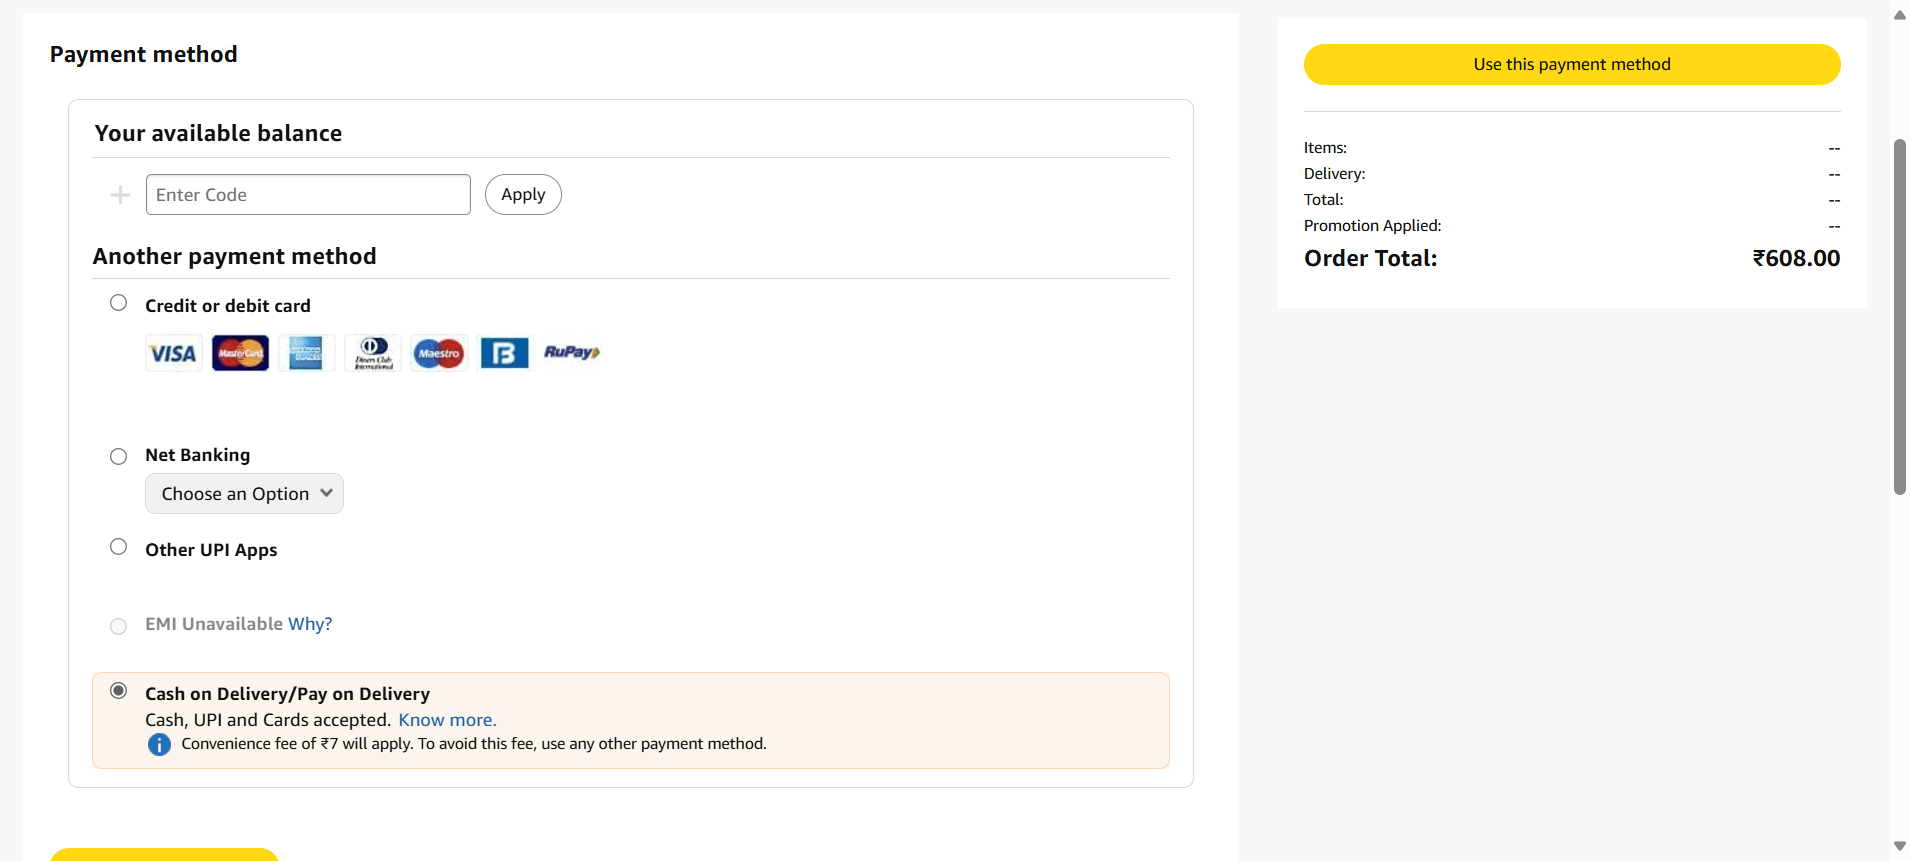 Payment method
Your available balance
Enter Code
Apply
Another payment method
Credit or debit card
VISA MasterCard Diners Club International Maestro B RuPay
Net Banking
Choose an Option
Other UPI Apps
EMI Unavailable Why?
Cash on Delivery/Pay on Delivery
Cash, UPI and Cards accepted. Know more.
i Convenience fee of ₹7 will apply. To avoid this fee, use any other payment method.
Use this payment method
Items: --
Delivery: --
Total: --
Promotion Applied: --
Order Total: ₹608.00